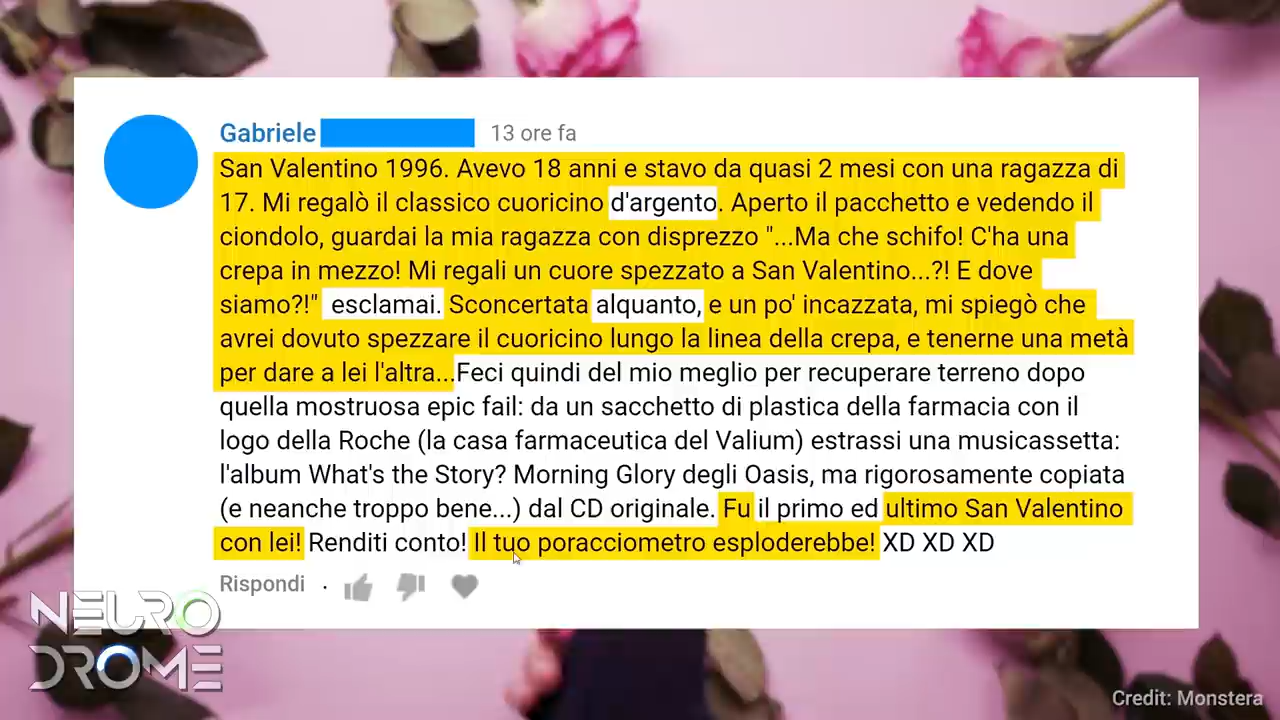 Gabriele 13 ore fa
San Valentino 1996. Avevo 18 anni e stavo da quasi 2 mesi con una ragazza di
17. Mi regalò il classico cuoricino d'argento. Aperto il pacchetto e vedendo il
ciondolo, guardai la mia ragazza con disprezzo "...Ma che schifo! C'ha una
crepa in mezzo! Mi regali un cuore spezzato a San Valentino...?! E dove
siamo?!" esclamai. Sconcertata alquanto, e un po' incazzata, mi spiegò che
avrei dovuto spezzare il cuoricino lungo la linea della crepa, e tenerne una metà
per dare a lei l'altra...Feci quindi del mio meglio per recuperare terreno dopo
quella mostruosa epic fail: da un sacchetto di plastica della farmacia con il
logo della Roche (la casa farmaceutica del Valium) estrassi una musicassetta:
l'album What's the Story? Morning Glory degli Oasis, ma rigorosamente copiata
(e neanche troppo bene...) dal CD originale. Fu il primo ed ultimo San Valentino
con lei! Renditi conto! Il tuo poracciometro esploderebbe! XD XD XD
Rispondi ·
NEURO
DROME
Credit: Monstera